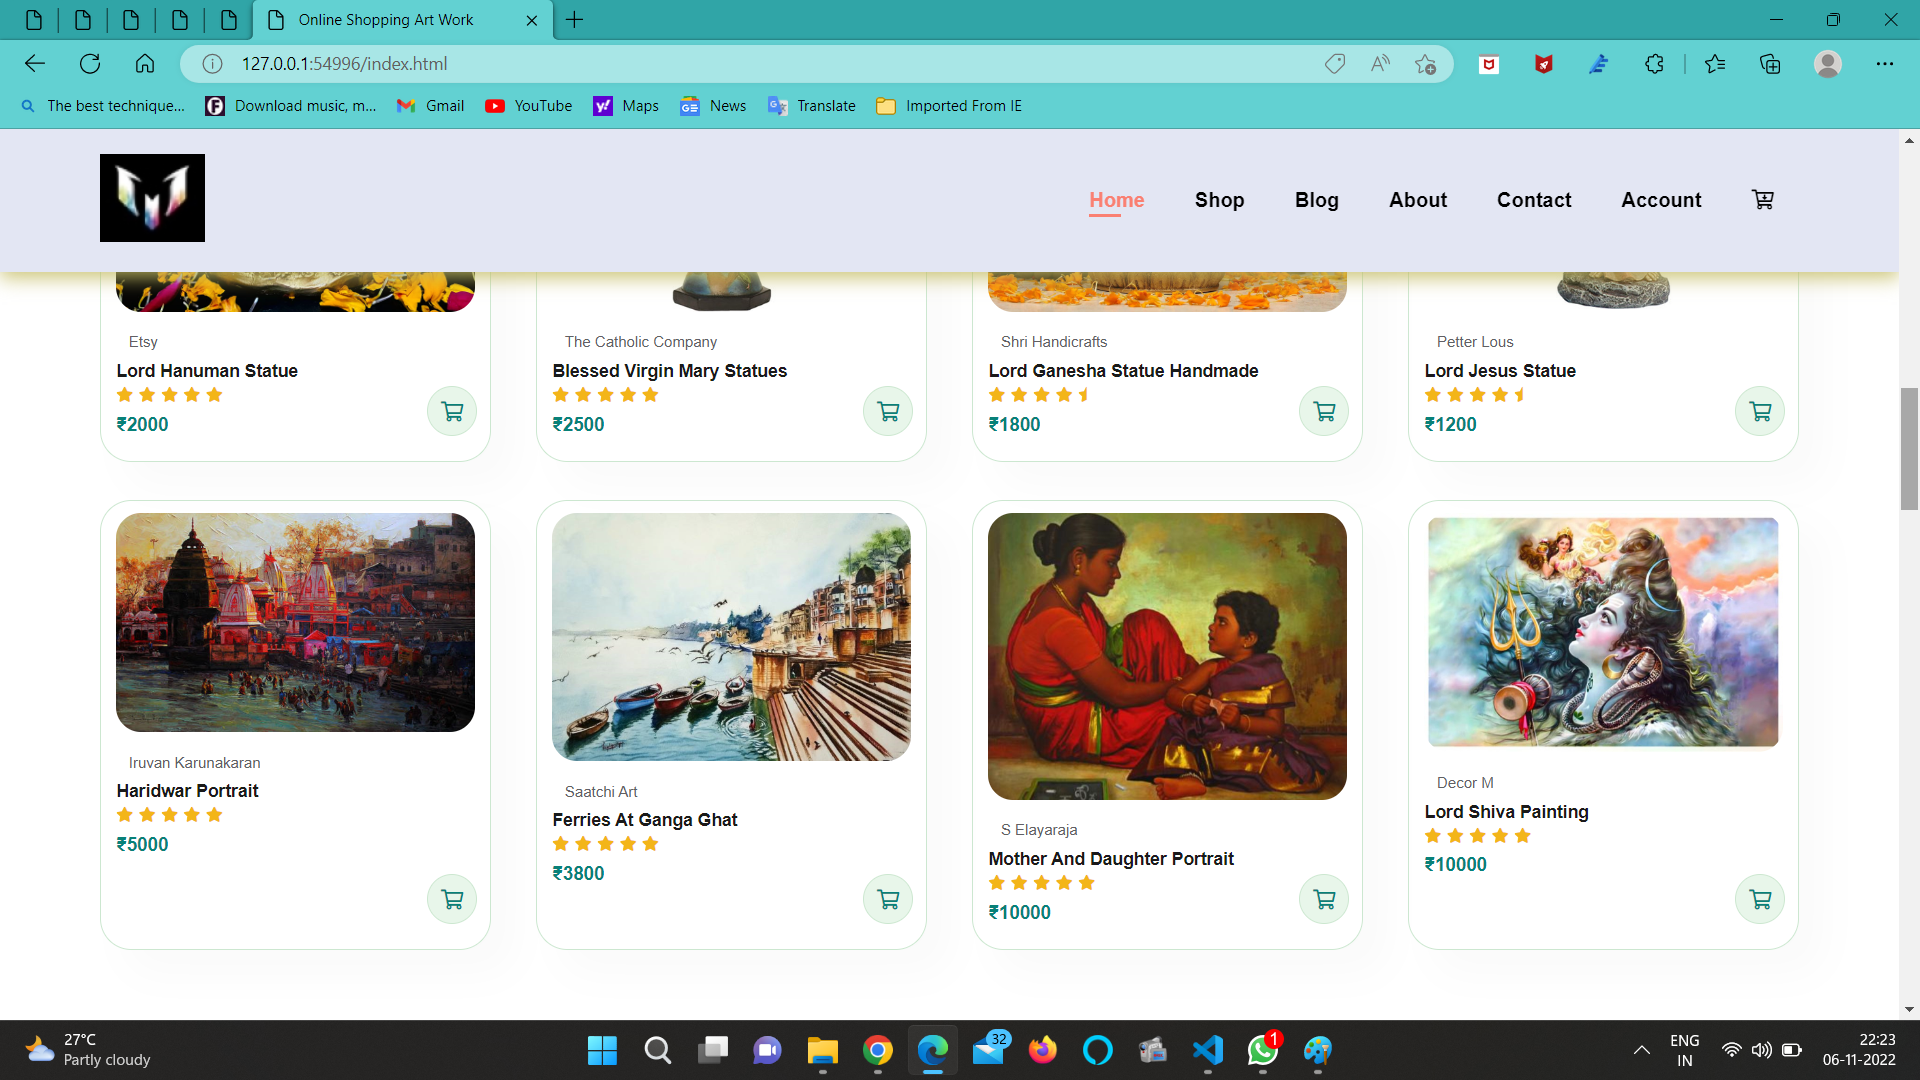 Online Shopping Art Work
127.0.0.1:54996/index.html
The best technique...
Download music, m...
Gmail
YouTube
Maps
News
Translate
Imported From IE
Home
Shop
Blog
About
Contact
Account
Etsy
Lord Hanuman Statue
₹2000
The Catholic Company
Blessed Virgin Mary Statues
₹2500
Shri Handicrafts
Lord Ganesha Statue Handmade
₹1800
Petter Lous
Lord Jesus Statue
₹1200
Iruvan Karunakaran
Haridwar Portrait
₹5000
Saatchi Art
Ferries At Ganga Ghat
₹3800
S Elayaraja
Mother And Daughter Portrait
₹10000
Decor M
Lord Shiva Painting
₹10000
27°C
Partly cloudy
32
1
ENG
IN
22:23
06-11-2022